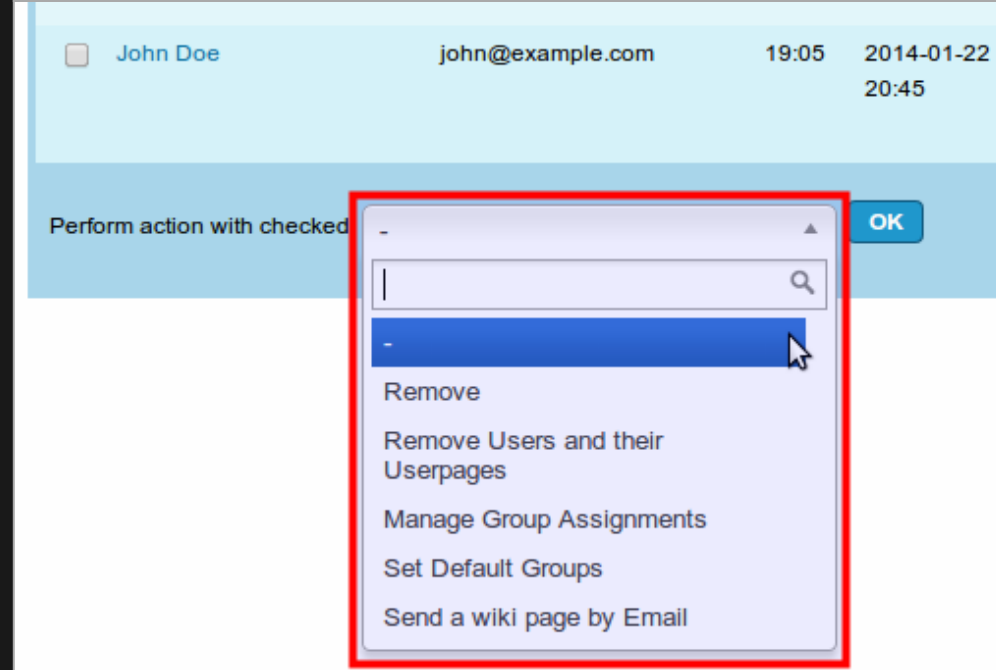 John Doe john@example.com 19:05 2014-01-22
20:45
Perform action with checked - OK
-
Remove
Remove Users and their
Userpages
Manage Group Assignments
Set Default Groups
Send a wiki page by Email